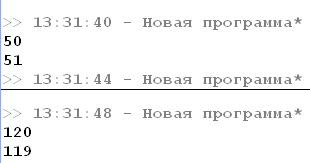 >> 13:31:40 - Новая программа*
50
51
>> 13:31:44 - Новая программа*
>> 13:31:48 - Новая программа*
120
119